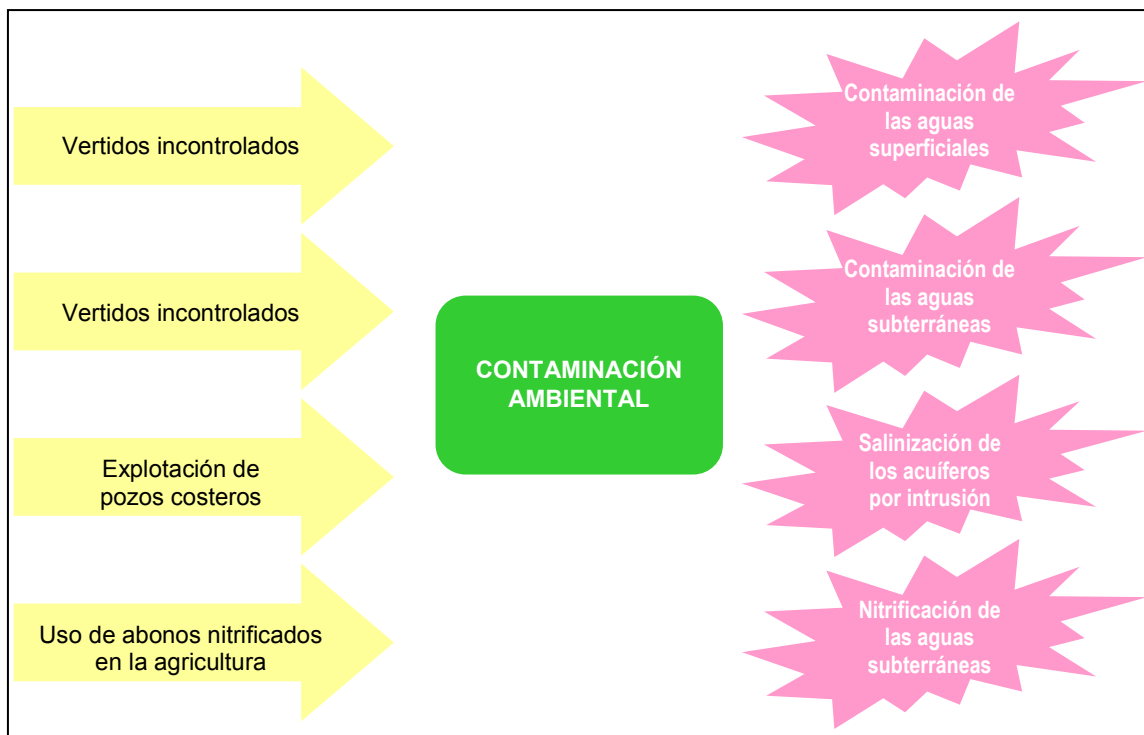 Vertidos incontrolados
Contaminación de
las aguas
superficiales
Vertidos incontrolados
Contaminación de
las aguas
subterráneas
CONTAMINACIÓN
AMBIENTAL
Explotación de
pozos costeros
Salinización de
los acuíferos
por intrusión
Uso de abonos nitrificados
en la agricultura
Nitrificación de
las aguas
subterráneas